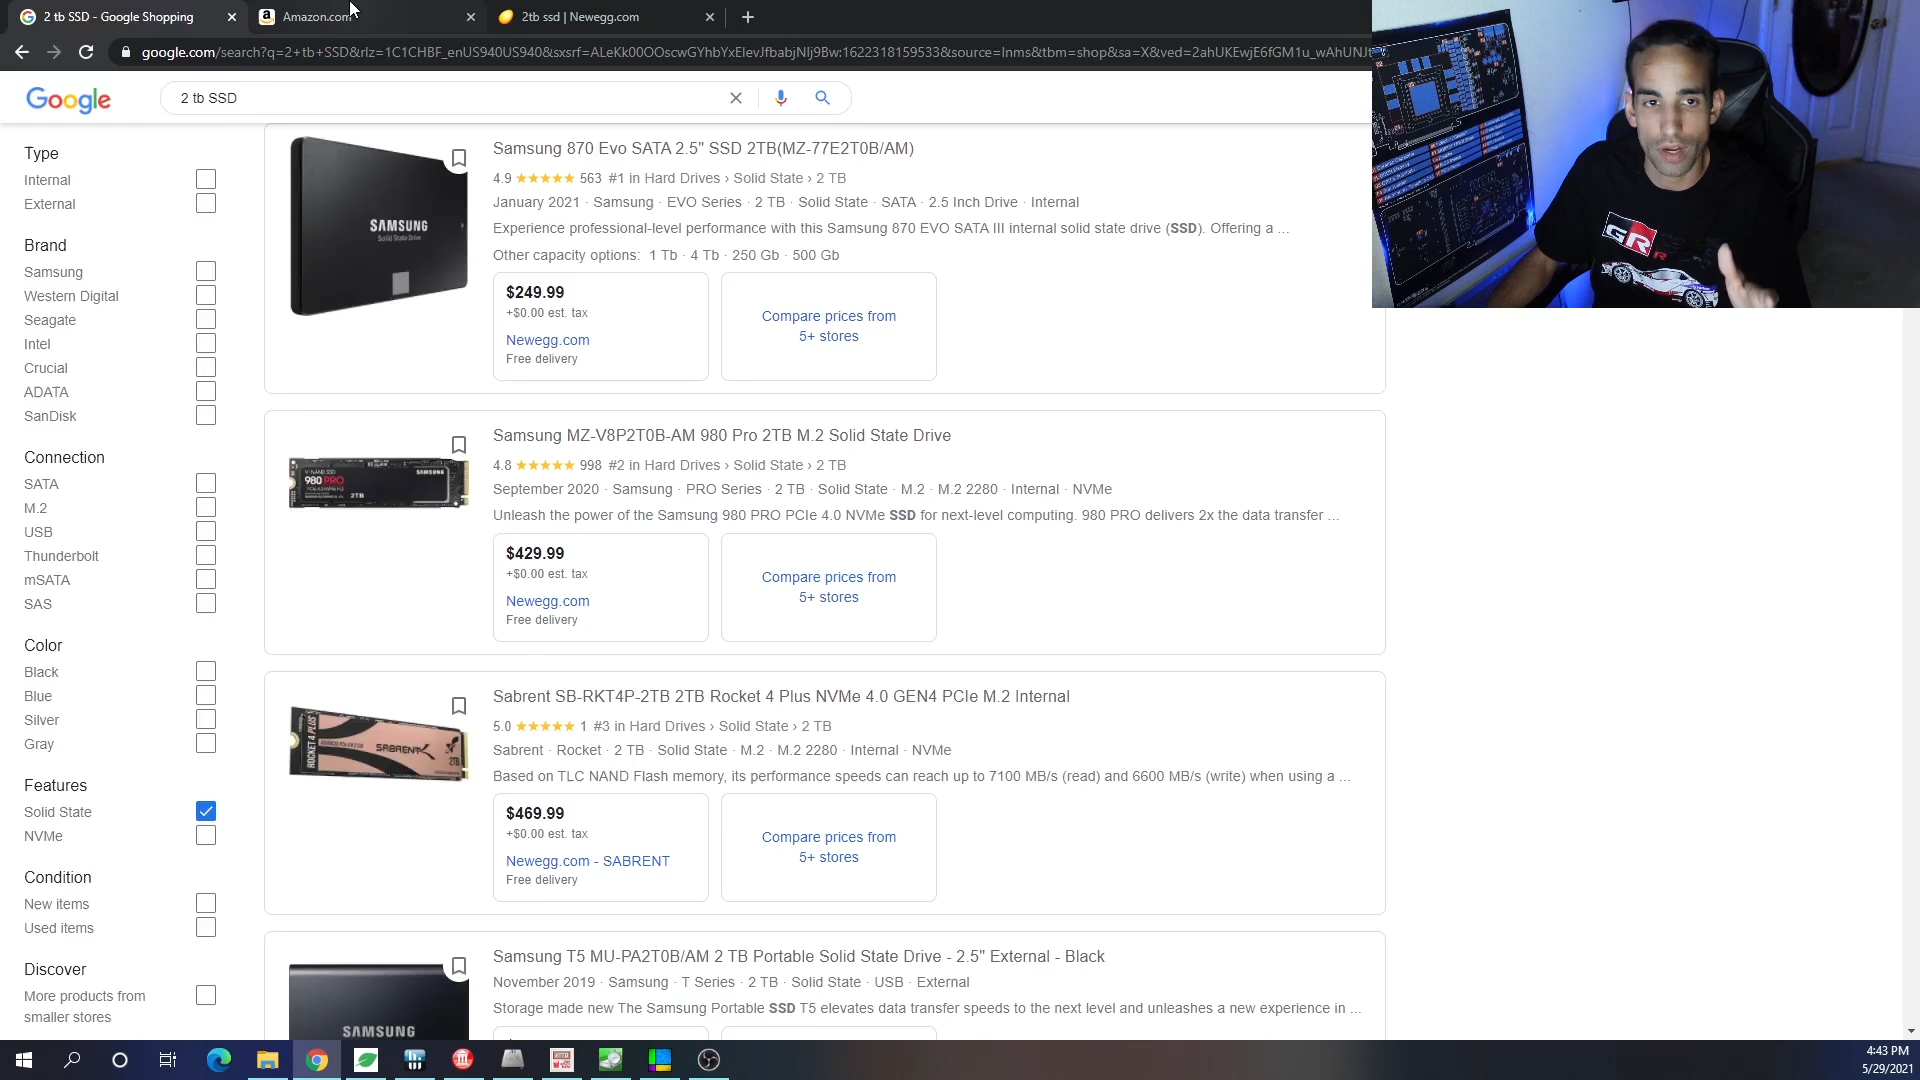 2 tb SSD - Google Shopping
Amazon.com
2tb ssd | Newegg.com
google.com/search?q=2+tb+SSD&rlz=1C1CHBF_enUS940US940&sxsrf=
Google
2 tb SSD
Type
Internal
External
Brand
Samsung
Western Digital
Seagate
Intel
Crucial
ADATA
SanDisk
Connection
SATA
M.2
USB
Thunderbolt
mSATA
SAS
Color
Black
Blue
Silver
Gray
Features
Solid State
NVMe
Condition
New items
Used items
Discover
More products from
smaller stores
SAMSUNG
Solid State Drive
Samsung 870 Evo SATA 2.5" SSD 2TB(MZ-77E2T0B/AM)
4.9 ★★★★★ 563 #1 in Hard Drives › Solid State › 2 TB
January 2021 · Samsung · EVO Series · 2 TB · Solid State · SATA · 2.5 Inch Drive · Internal
Experience professional-level performance with this Samsung 870 EVO SATA III internal solid state drive (SSD). Offering a ...
Other capacity options: 1 Tb · 4 Tb · 250 Gb · 500 Gb
$249.99
+$0.00 est. tax
Newegg.com
Free delivery
Compare prices from
5+ stores
SAMSUNG
980 PRO
2TB
Samsung MZ-V8P2T0B-AM 980 Pro 2TB M.2 Solid State Drive
4.8 ★★★★★ 998 #2 in Hard Drives › Solid State › 2 TB
September 2020 · Samsung · PRO Series · 2 TB · Solid State · M.2 · M.2 2280 · Internal · NVMe
Unleash the power of the Samsung 980 PRO PCIe 4.0 NVMe SSD for next-level computing. 980 PRO delivers 2x the data transfer ...
$429.99
+$0.00 est. tax
Newegg.com
Free delivery
Compare prices from
5+ stores
ROCKET 4 PLUS
SABRENT
2TB
Sabrent SB-RKT4P-2TB 2TB Rocket 4 Plus NVMe 4.0 GEN4 PCIe M.2 Internal
5.0 ★★★★★ 1 #3 in Hard Drives › Solid State › 2 TB
Sabrent · Rocket · 2 TB · Solid State · M.2 · M.2 2280 · Internal · NVMe
Based on TLC NAND Flash memory, its performance speeds can reach up to 7100 MB/s (read) and 6600 MB/s (write) when using a ...
$469.99
+$0.00 est. tax
Newegg.com - SABRENT
Free delivery
Compare prices from
5+ stores
SAMSUNG
Samsung T5 MU-PA2T0B/AM 2 TB Portable Solid State Drive - 2.5" External - Black
November 2019 · Samsung · T Series · 2 TB · Solid State · USB · External
Storage made new The Samsung Portable SSD T5 elevates data transfer speeds to the next level and unleashes a new experience in ...
GR
4:43 PM
5/29/2021